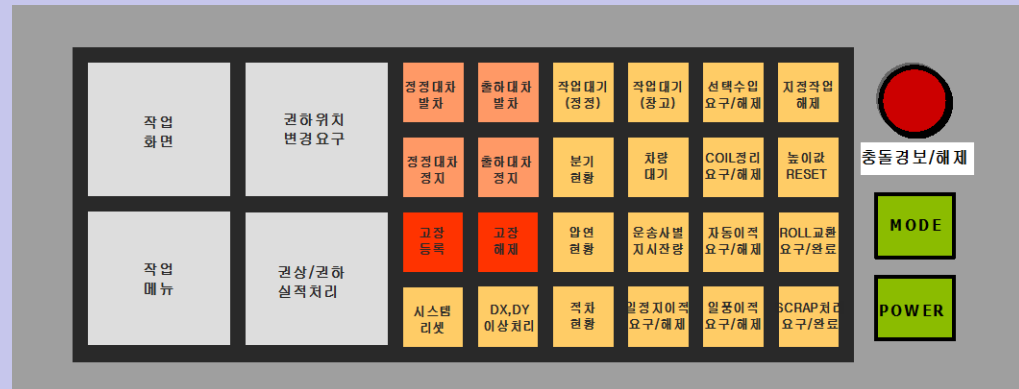 작업
화면
권하위치
변경요구
정정대차
발차
출하대차
발차
작업대기
(정정)
작업대기
(창고)
선택수입
요구/해제
지정작업
해제
정정대차
정지
출하대차
정지
분기
현황
차량
대기
COIL정리
요구/해제
높이값
RESET
충돌경보/해제
작업
메뉴
권상/권하
실적처리
고장
등록
고장
해제
압연
현황
운송사별
지시잔량
자동이적
요구/해제
ROLL교환
요구/완료
MODE
시스템
리셋
DX,DY
이상처리
적차
현황
일정지이적
요구/해제
일품이적
요구/해제
SCRAP처리
요구/완료
POWER